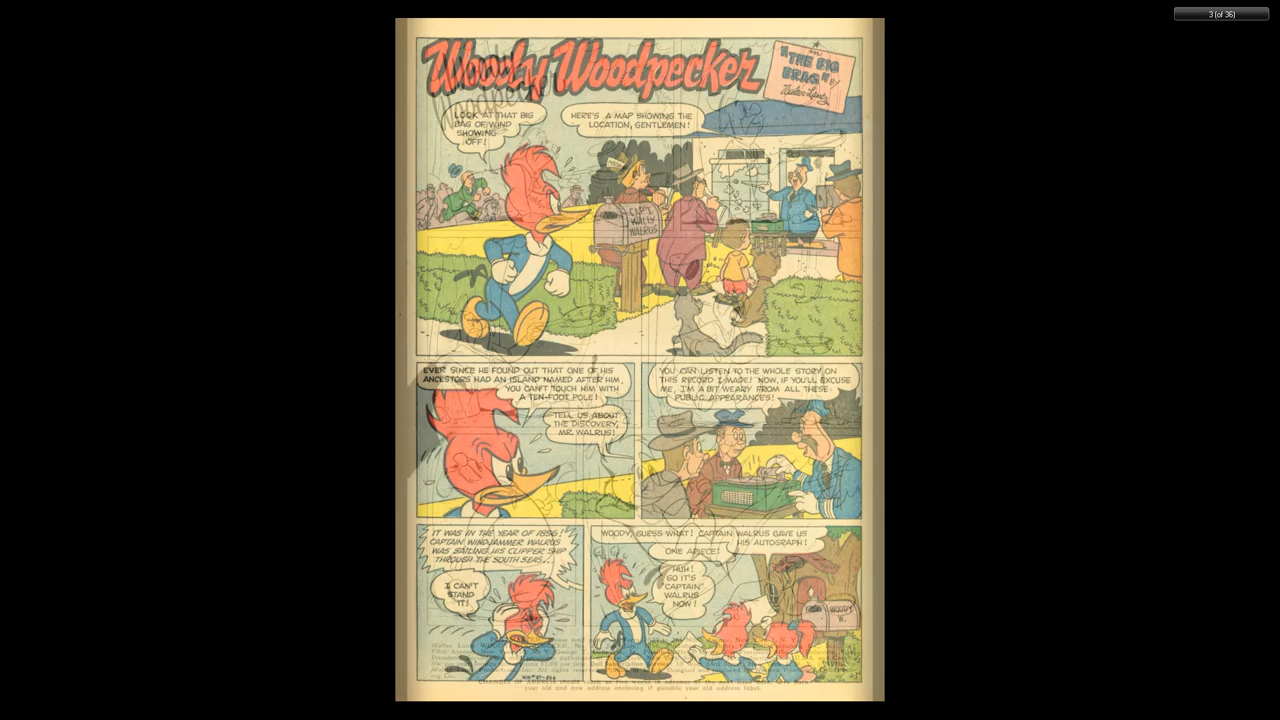 3 (of 36)
Woody Woodpecker
in
"THE BIG
BRAG"
BY
Walter Lantz
LOOK AT THAT BIG
BAG OF WIND
SHOWING
OFF!
HERE'S A MAP SHOWING THE
LOCATION, GENTLEMEN!
CAP'T.
WALLY
WALRUS
EVER SINCE HE FOUND OUT THAT ONE OF HIS
ANCESTORS HAD AN ISLAND NAMED AFTER HIM,
YOU CAN'T TOUCH HIM WITH
A TEN-FOOT POLE!
TELL US ABOUT
THE DISCOVERY,
MR. WALRUS!
YOU CAN LISTEN TO THE WHOLE STORY ON
THIS RECORD I MADE! NOW, IF YOU'LL EXCUSE
ME, I'M A BIT WEARY FROM ALL THESE
PUBLIC APPEARANCES!
IT WAS IN THE YEAR OF 1856!
CAPTAIN WINDJAMMER WALRUS
WAS SAILING HIS CLIPPER SHIP
THROUGH THE SOUTH SEAS...
I CAN'T
STAND
IT!
WOODY, GUESS WHAT! CAPTAIN WALRUS GAVE US
HIS AUTOGRAPH!
ONE APIECE!
HUH!
SO IT'S
"CAPTAIN"
WALRUS
NOW!
WOODY
W.
your old and new address enclosing if possible your old address label.